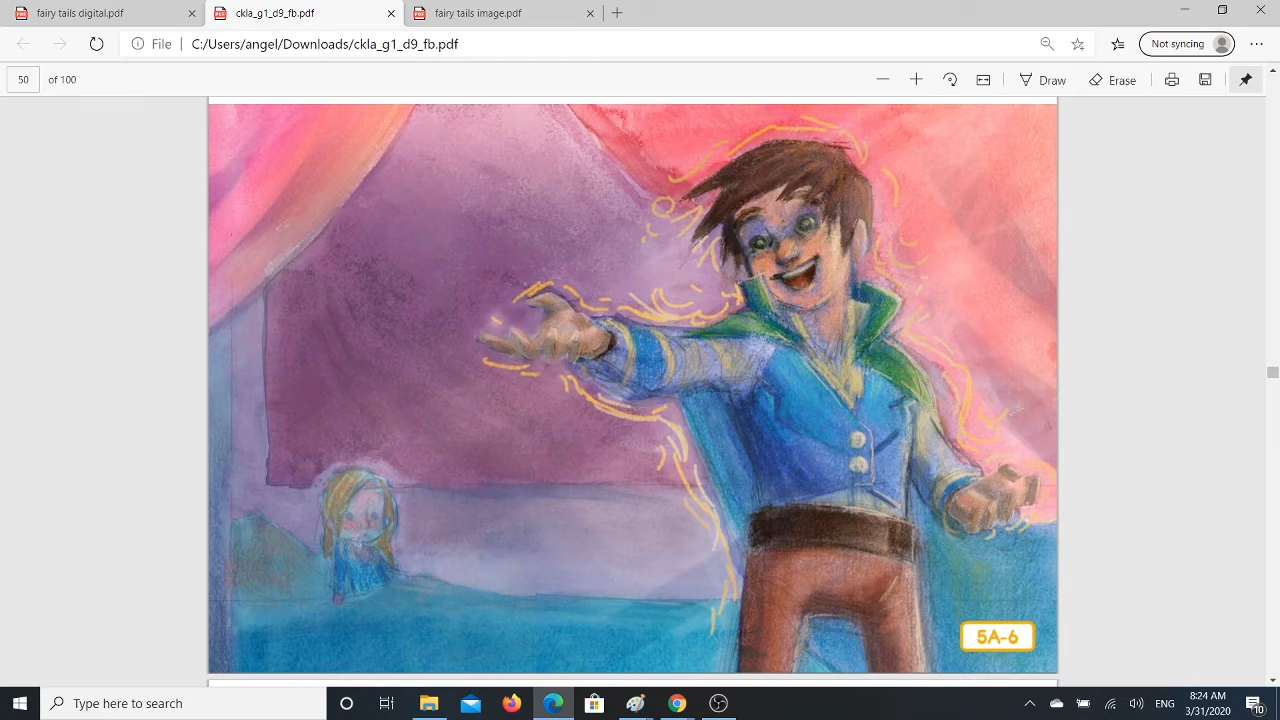 fairy tails digital.pdf
ckla_g1_d9_fb.pdf
fairy tails image.pdf
File
C:/Users/angel/Downloads/ckla_g1_d9_fb.pdf
Not syncing
50 of 100
Draw
Erase
5A-6
Type here to search
ENG
8:24 AM
3/31/2020
10